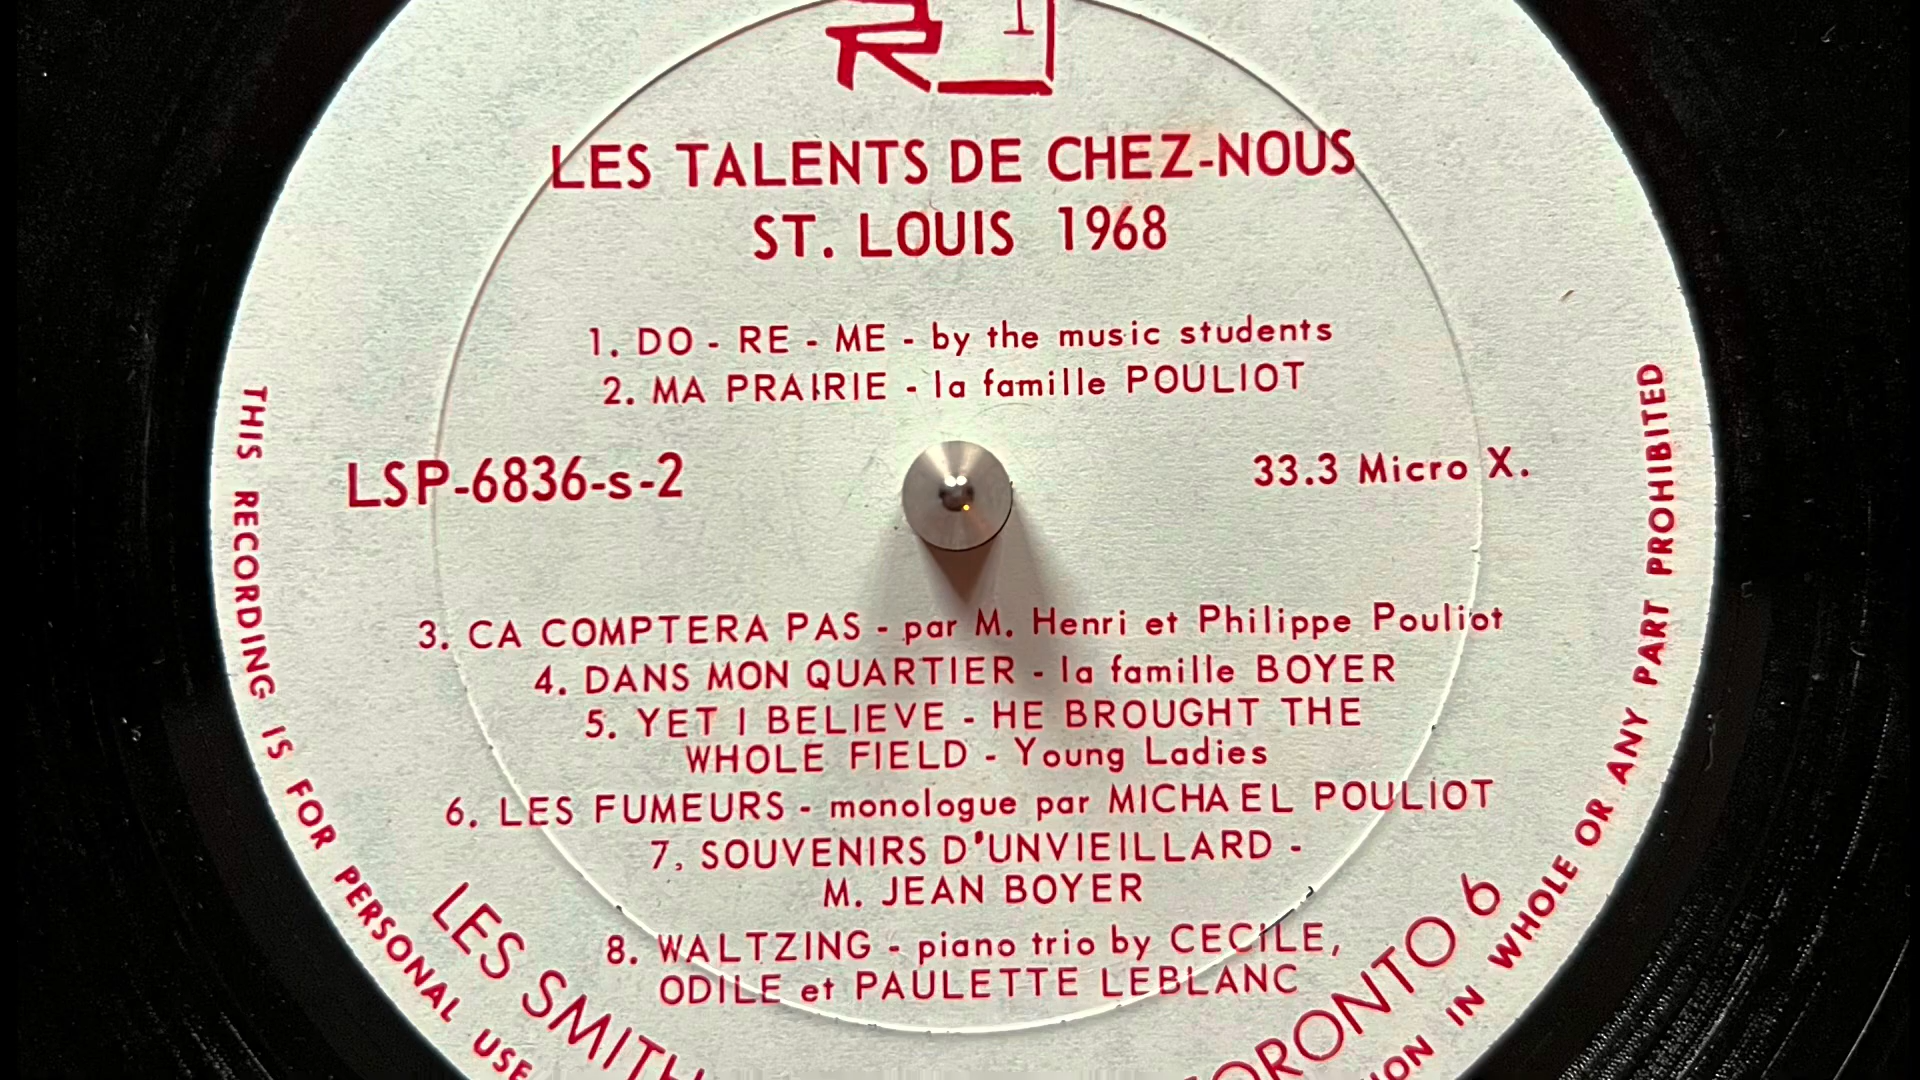 LES TALENTS DE CHEZ-NOUS
ST. LOUIS 1968
1. DO - RE - ME - by the music students
2. MA PRAIRIE - la famille POULIOT
LSP-6836-s-2
33.3 Micro X.
3. CA COMPTERA PAS - par M. Henri et Philippe Pouliot
4. DANS MON QUARTIER - la famille BOYER
5. YET I BELIEVE - HE BROUGHT THE
WHOLE FIELD - Young Ladies
6. LES FUMEURS - monologue par MICHAEL POULIOT
7, SOUVENIRS D'UNVIEILLARD -
M. JEAN BOYER
8. WALTZING - piano trio by CECILE,
ODILE et PAULETTE LEBLANC
LES SMITH
TORONTO 6
THIS RECORDING IS FOR PERSONAL USE
IN WHOLE OR ANY PART PROHIBITED